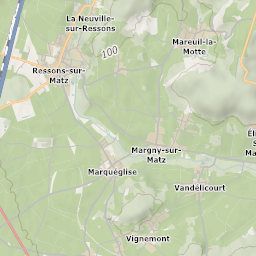 La Neuville-
sur-Ressons
100
Mareuil-la-
Motte
Ressons-sur-
Matz
Margny-sur-
Matz
Marquéglise
Vandélicourt
Vignemont